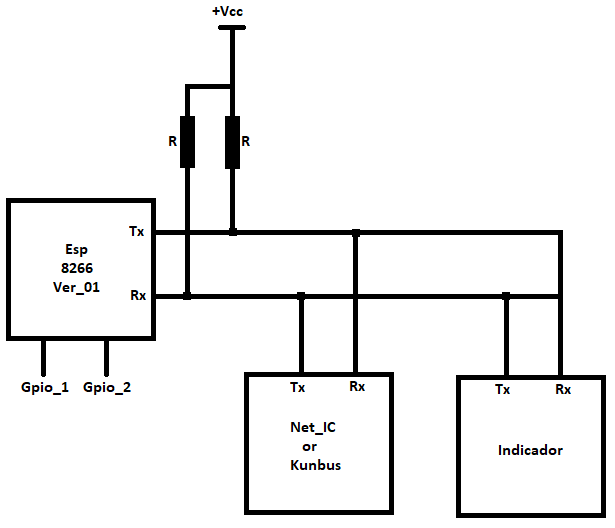 +Vcc
R
R
Tx
Esp
8266
Ver_01
Rx
Gpio_1
Gpio_2
Tx
Rx
Net_IC
or
Kunbus
Tx
Rx
Indicador